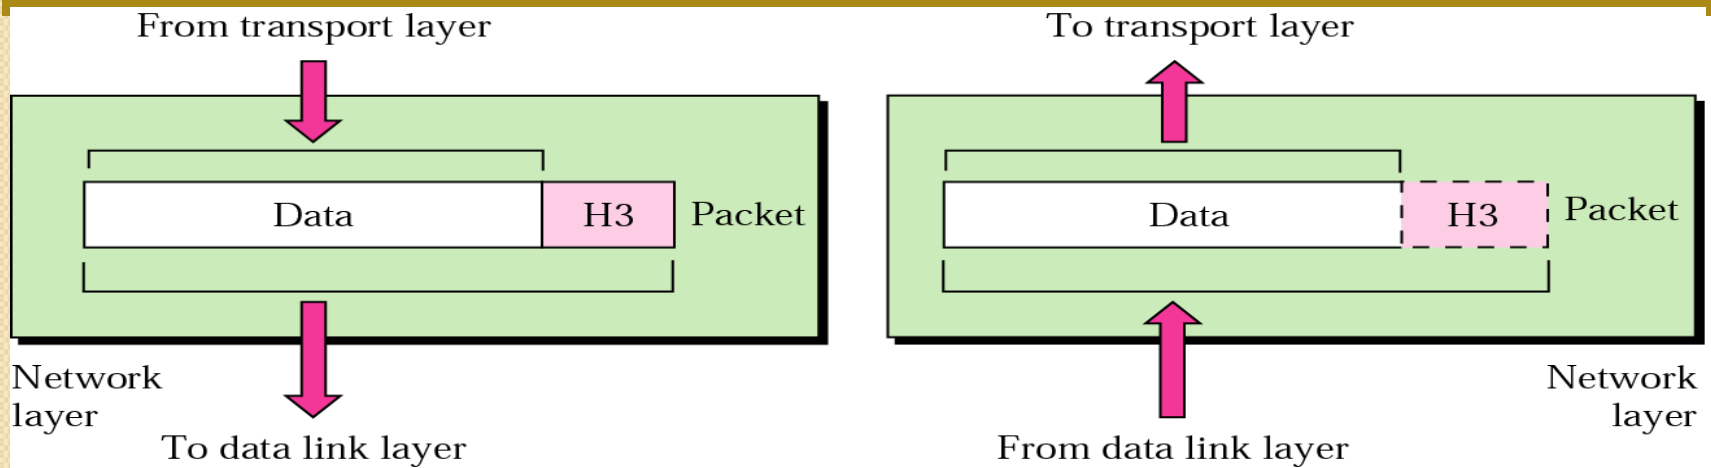 From transport layer
Data
H3
Packet
Network
layer
To data link layer
To transport layer
Data
H3
Packet
Network
layer
From data link layer